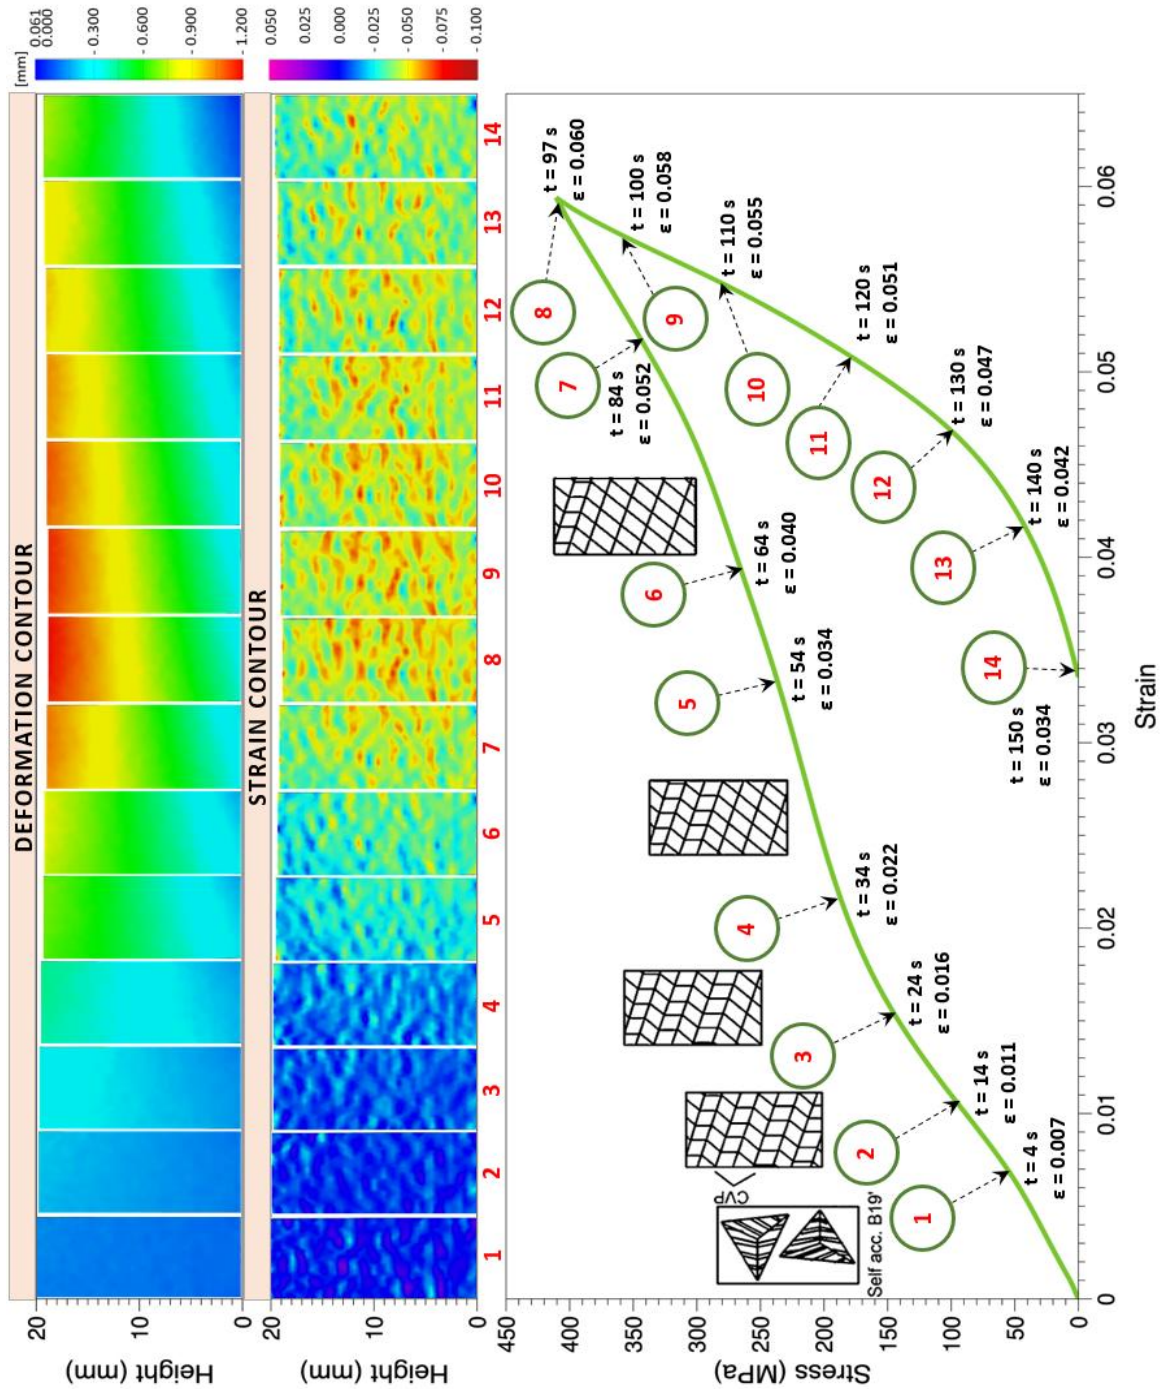 DEFORMATION CONTOUR
Height (mm)
20
10
0
[mm]
0.061
0.000
0.300
0.600
0.900
1.200
STRAIN CONTOUR
Height (mm)
20
10
0
0.050
0.025
0.000
0.025
0.050
0.075
0.100
1 2 3 4 5 6 7 8 9 10 11 12 13 14
Stress (MPa)
450
400
350
300
250
200
150
100
50
0
0 0.01 0.02 0.03 0.04 0.05 0.06
Strain
Self acc. B19'
CVP
1
t = 4 s
ε = 0.007
2
t = 14 s
ε = 0.011
3
t = 24 s
ε = 0.016
4
t = 34 s
ε = 0.022
5
t = 54 s
ε = 0.034
6
t = 64 s
ε = 0.040
7
t = 84 s
ε = 0.052
8
t = 97 s
ε = 0.060
9
t = 100 s
ε = 0.058
10
t = 110 s
ε = 0.055
11
t = 120 s
ε = 0.051
12
t = 130 s
ε = 0.047
13
t = 140 s
ε = 0.042
14
t = 150 s
ε = 0.034